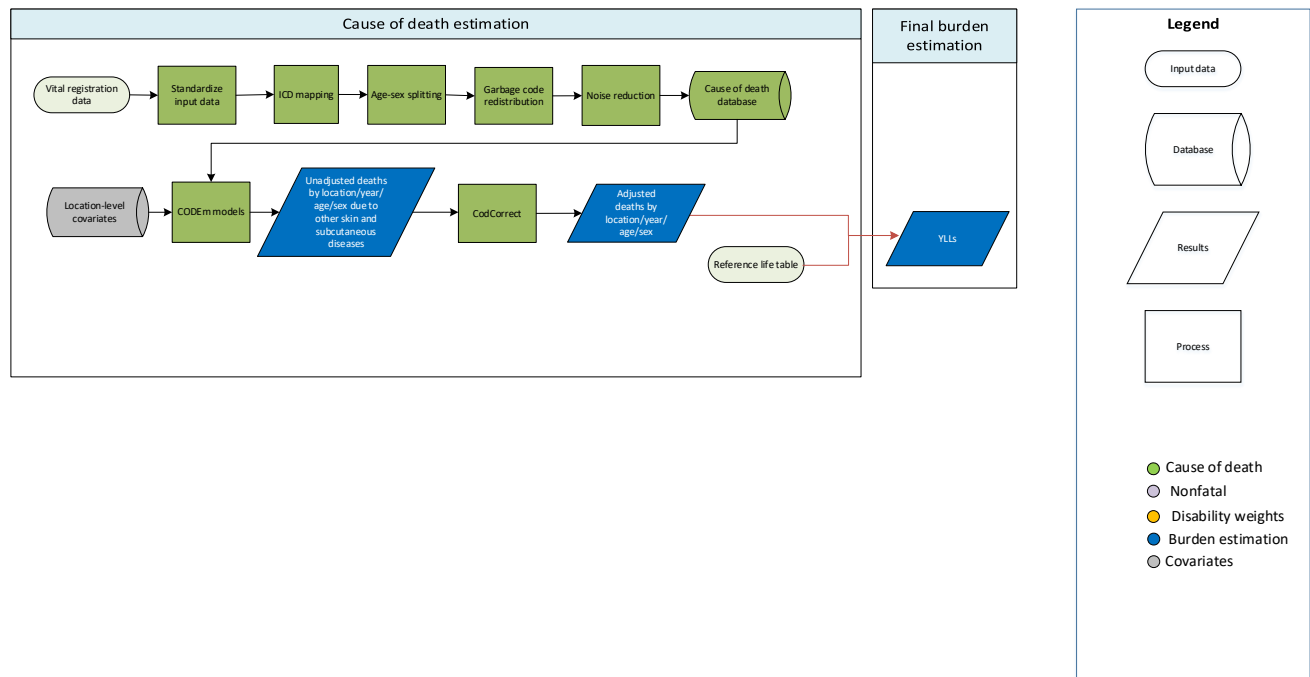 Cause of death estimation
Final burden
estimation
Legend
Vital registration
data
Standardize
input data
ICD mapping
Age-sex splitting
Garbage code
redistribution
Noise reduction
Cause of death
database
Input data
Database
Location-level
covariates
CODEm models
Unadjusted deaths
by location/year/
age/sex due to
other skin and
subcutaneous
diseases
CodCorrect
Adjusted
deaths by
location/year/
age/sex
Reference life table
YLLs
Results
Process
Cause of death
Nonfatal
Disability weights
Burden estimation
Covariates